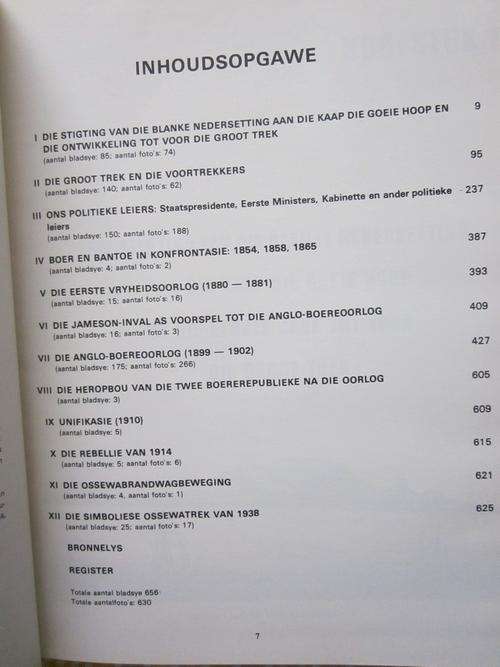 INHOUDSOPGAWE
I DIE STIGTING VAN DIE BLANKE NEDERSETTING AAN DIE KAAP DIE GOEIE HOOP EN 9
DIE ONTWIKKELING TOT VOOR DIE GROOT TREK
(aantal bladsye: 85; aantal foto's: 74)
II DIE GROOT TREK EN DIE VOORTREKKERS 95
(aantal bladsye: 140; aantal foto's: 62)
III ONS POLITIEKE LEIERS: Staatspresidente, Eerste Ministers, Kabinette en ander politieke 237
leiers
(aantal bladsye: 150; aantal foto's: 188)
IV BOER EN BANTOE IN KONFRONTASIE: 1854, 1858, 1865 387
(aantal bladsye: 4; aantal foto's: 2)
V DIE EERSTE VRYHEIDSOORLOG (1880 — 1881) 393
(aantal bladsye: 15; aantal foto's: 16)
VI DIE JAMESON-INVAL AS VOORSPEL TOT DIE ANGLO-BOEREOORLOG 409
(aantal bladsye: 16; aantal foto's: 3)
VII DIE ANGLO-BOEREOORLOG (1899 — 1902) 427
(aantal bladsye: 175; aantal foto's: 266)
VIII DIE HEROPBOU VAN DIE TWEE BOEREREPUBLIEKE NA DIE OORLOG 605
(aantal bladsye: 3)
IX UNIFIKASIE (1910) 609
(aantal bladsye: 5)
X DIE REBELLIE VAN 1914 615
(aantal bladsye: 5; aantal foto's: 6)
XI DIE OSSEWABRANDWAGBEWEGING 621
(aantal bladsye: 4, aantal foto's: 1)
XII DIE SIMBOLIESE OSSEWATREK VAN 1938 625
(aantal bladsye: 25; aantal foto's: 17)
BRONNELYS
REGISTER
Totale aantal bladsye 656
Totale aantalfoto's: 630
7